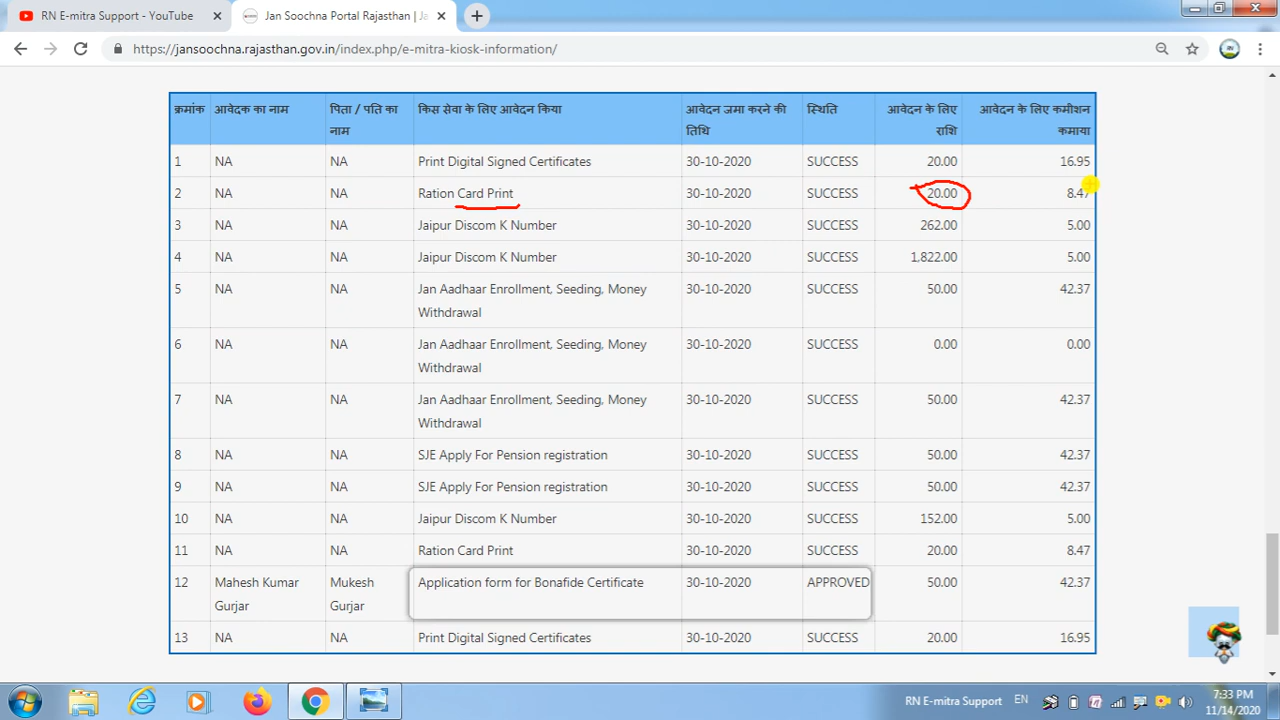 RN E-mitra Support - YouTube
Jan Soochna Portal Rajasthan | Ja
https://jansoochna.rajasthan.gov.in/index.php/e-mitra-kiosk-information/
क्रमांक आवेदक का नाम पिता / पति का नाम किस सेवा के लिए आवेदन किया आवेदन जमा करने की तिथि स्थिति आवेदन के लिए राशि आवेदन के लिए कमीशन कमाया
1 NA NA Print Digital Signed Certificates 30-10-2020 SUCCESS 20.00 16.95
2 NA NA Ration Card Print 30-10-2020 SUCCESS 20.00 8.47
3 NA NA Jaipur Discom K Number 30-10-2020 SUCCESS 262.00 5.00
4 NA NA Jaipur Discom K Number 30-10-2020 SUCCESS 1,822.00 5.00
5 NA NA Jan Aadhaar Enrollment, Seeding, Money Withdrawal 30-10-2020 SUCCESS 50.00 42.37
6 NA NA Jan Aadhaar Enrollment, Seeding, Money Withdrawal 30-10-2020 SUCCESS 0.00 0.00
7 NA NA Jan Aadhaar Enrollment, Seeding, Money Withdrawal 30-10-2020 SUCCESS 50.00 42.37
8 NA NA SJE Apply For Pension registration 30-10-2020 SUCCESS 50.00 42.37
9 NA NA SJE Apply For Pension registration 30-10-2020 SUCCESS 50.00 42.37
10 NA NA Jaipur Discom K Number 30-10-2020 SUCCESS 152.00 5.00
11 NA NA Ration Card Print 30-10-2020 SUCCESS 20.00 8.47
12 Mahesh Kumar Gurjar Mukesh Gurjar Application form for Bonafide Certificate 30-10-2020 APPROVED 50.00 42.37
13 NA NA Print Digital Signed Certificates 30-10-2020 SUCCESS 20.00 16.95
RN E-mitra Support EN 7:33 PM
11/14/2020